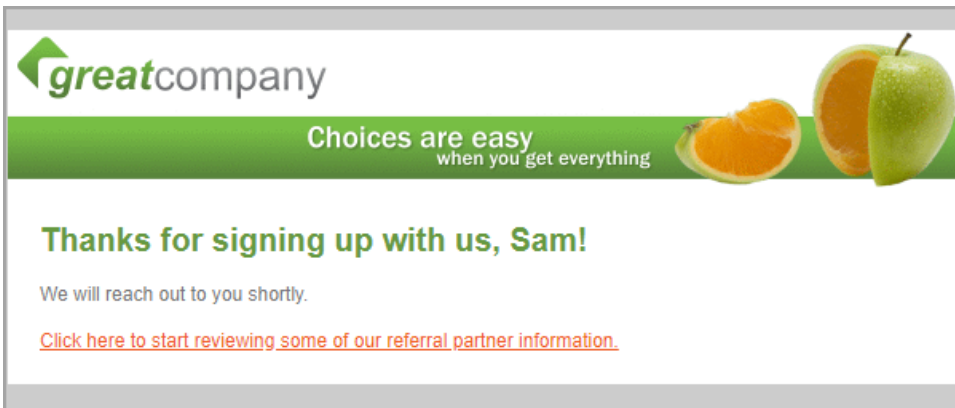 greatcompany
Choices are easy
when you get everything
Thanks for signing up with us, Sam!
We will reach out to you shortly.
Click here to start reviewing some of our referral partner information.